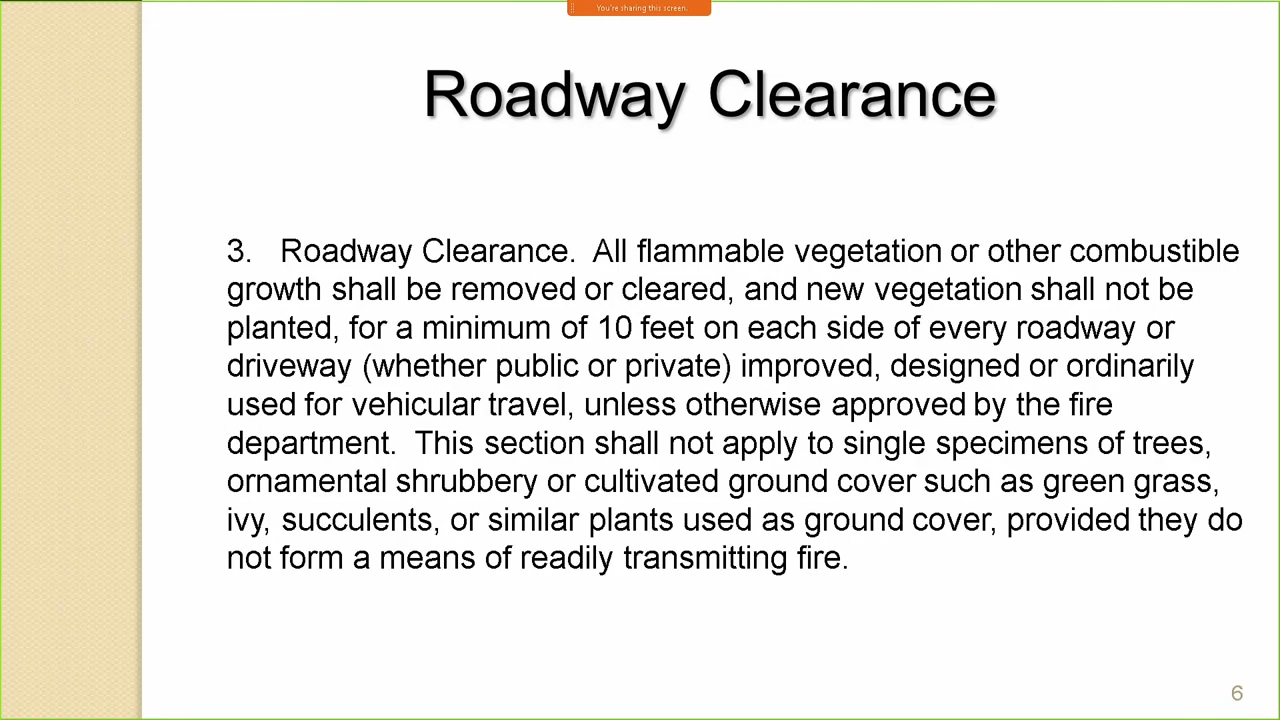 You're sharing this screen.
Roadway Clearance
3. Roadway Clearance. All flammable vegetation or other combustible
growth shall be removed or cleared, and new vegetation shall not be
planted, for a minimum of 10 feet on each side of every roadway or
driveway (whether public or private) improved, designed or ordinarily
used for vehicular travel, unless otherwise approved by the fire
department. This section shall not apply to single specimens of trees,
ornamental shrubbery or cultivated ground cover such as green grass,
ivy, succulents, or similar plants used as ground cover, provided they do
not form a means of readily transmitting fire.
6